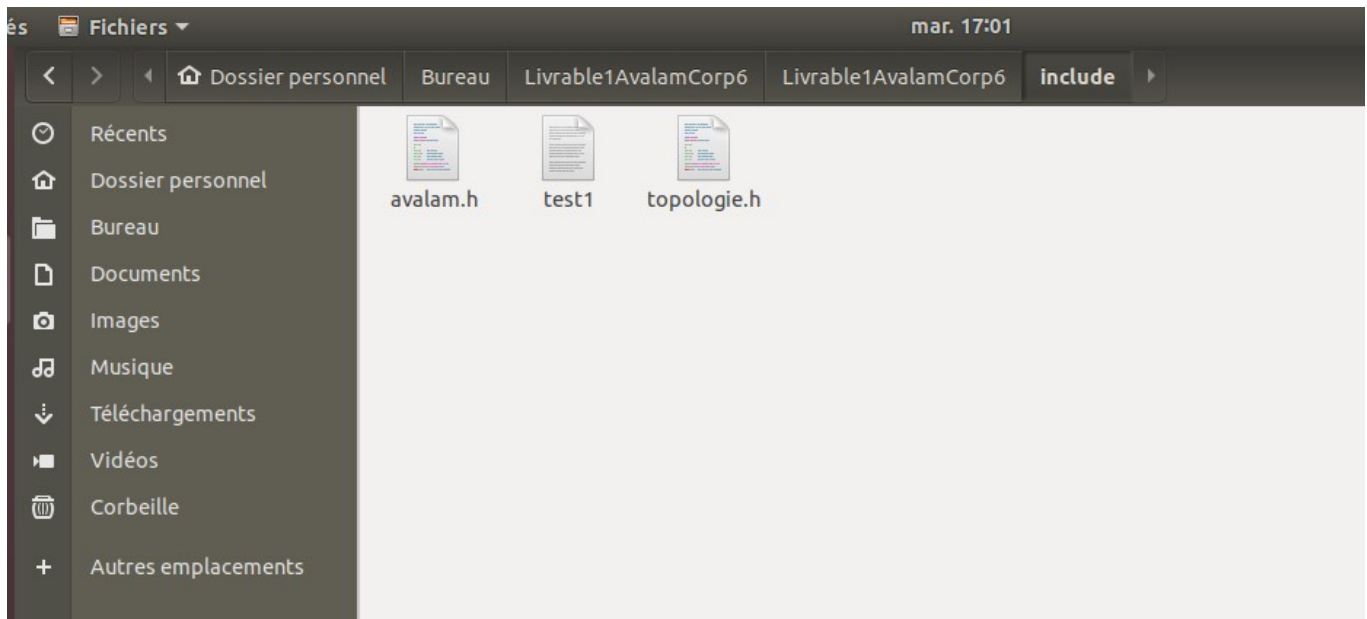 és Fichiers mar. 17:01
Dossier personnel Bureau Livrable1AvalamCorp6 Livrable1AvalamCorp6 include
Récents
Dossier personnel
Bureau
Documents
Images
Musique
Téléchargements
Vidéos
Corbeille
+ Autres emplacements
avalam.h test1 topologie.h